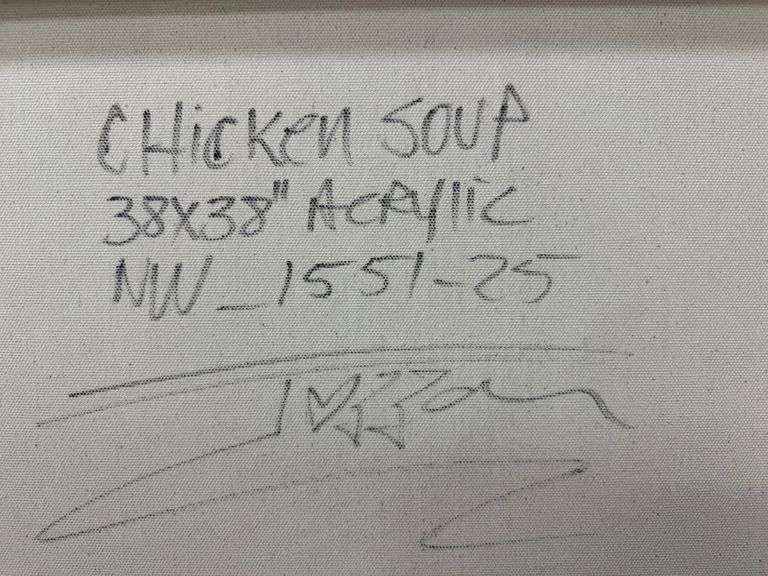 CHicKen SOUP
38X38" ACRYlic
NW_1551-25